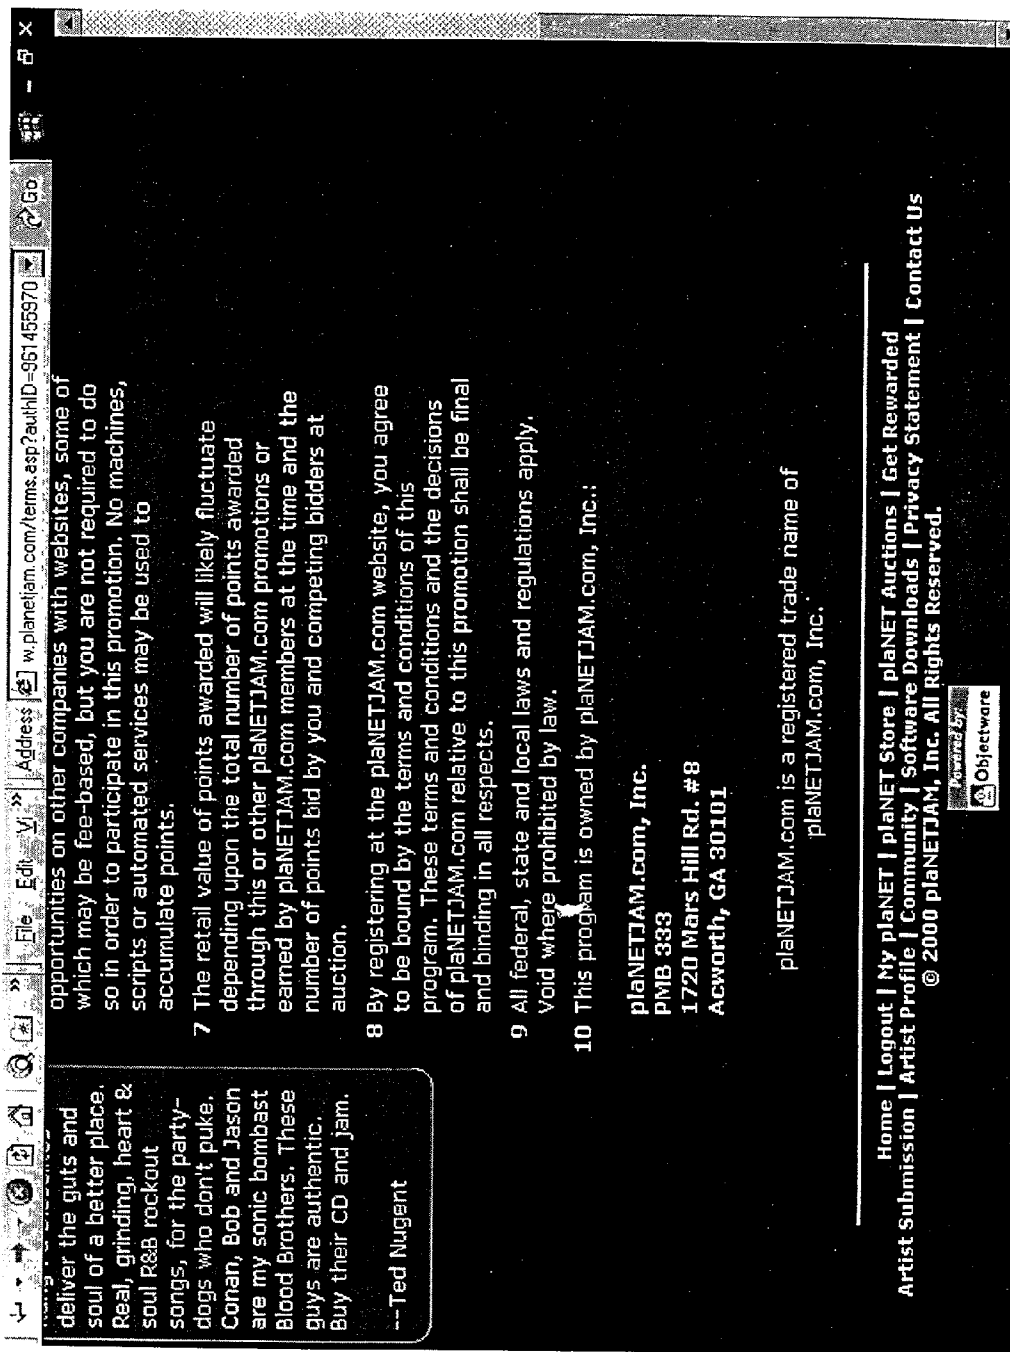 File Edit Vi » Address w.planetjam.com/terms.asp?authID=961455970 Go
deliver the guts and
soul of a better place.
Real, grinding, heart &
soul R&B rockout
songs, for the party-
dogs who don't puke.
Conan, Bob and Jason
are my sonic bombast
Blood Brothers. These
guys are authentic.
Buy their CD and jam.
--Ted Nugent
opportunities on other companies with websites, some of
which may be fee-based, but you are not required to do
so in order to participate in this promotion. No machines,
scripts or automated services may be used to
accumulate points.
7 The retail value of points awarded will likely fluctuate
depending upon the total number of points awarded
through this or other plaNETJAM.com promotions or
earned by plaNETJAM.com members at the time and the
number of points bid by you and competing bidders at
auction.
8 By registering at the plaNETJAM.com website, you agree
to be bound by the terms and conditions of this
program. These terms and conditions and the decisions
of plaNETJAM.com relative to this promotion shall be final
and binding in all respects.
9 All federal, state and local laws and regulations apply.
Void where prohibited by law.
10 This program is owned by plaNETJAM.com, Inc.:
plaNETJAM.com, Inc.
PMB 333
1720 Mars Hill Rd. #8
Acworth, GA 30101
plaNETJAM.com is a registered trade name of
plaNETJAM.com, Inc.
Home | Logout | My plaNET | plaNET Store | plaNET Auctions | Get Rewarded
Artist Submission | Artist Profile | Community | Software Downloads | Privacy Statement | Contact Us
© 2000 plaNETJAM, Inc. All Rights Reserved.
Powered by
Objectware